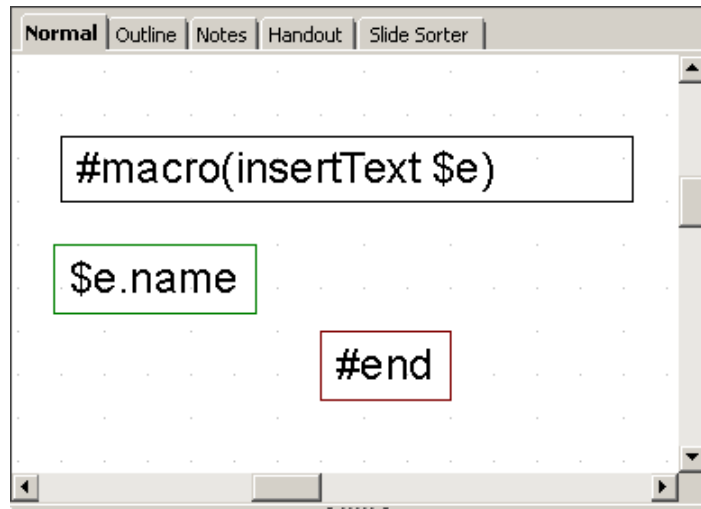 Normal Outline Notes Handout Slide Sorter
#macro(insertText $e)
$e.name
#end